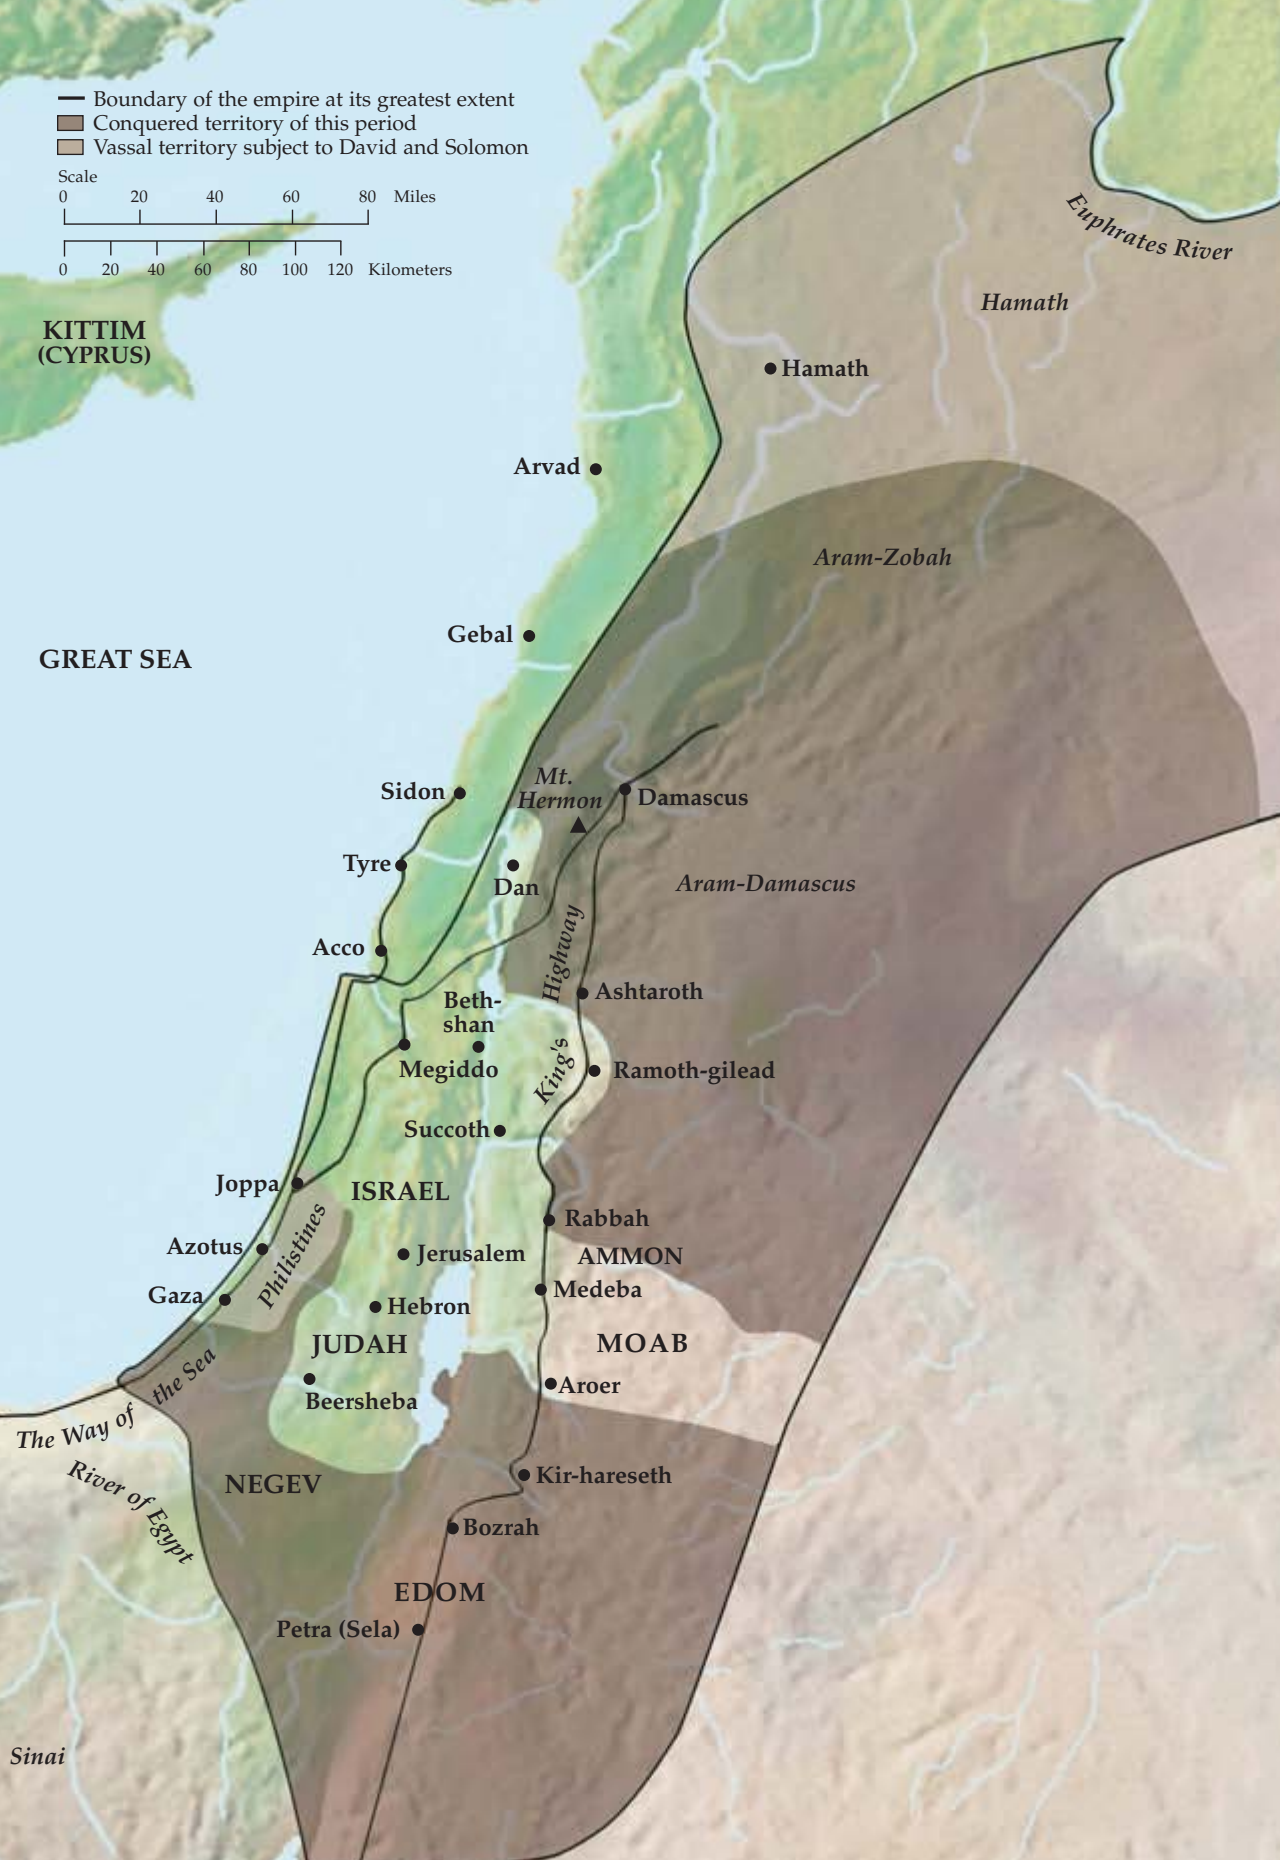 Boundary of the empire at its greatest extent
Conquered territory of this period
Vassal territory subject to David and Solomon
Scale
0 20 40 60 80 Miles
0 20 40 60 80 100 120 Kilometers
Euphrates River
Hamath
KITTIM
(CYPRUS)
Hamath
Arvad
Aram-Zobah
Gebal
GREAT SEA
Mt.
Hermon
Sidon
Damascus
Tyre
Dan
Aram-Damascus
Acco
King's Highway
Ashtaroth
Beth-
shan
Megiddo
Ramoth-gilead
Succoth
Joppa
ISRAEL
Rabbah
Azotus
Philistines
Jerusalem
AMMON
Gaza
Medeba
Hebron
JUDAH
MOAB
Aroer
Beersheba
The Way of the Sea
River of Egypt
NEGEV
Kir-hareseth
Bozrah
EDOM
Petra (Sela)
Sinai